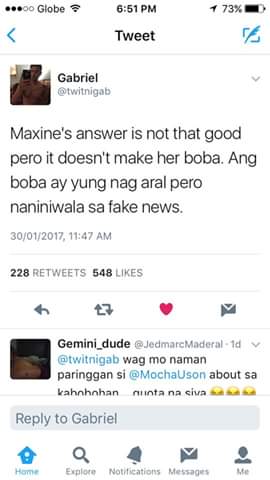 Globe 6:51 PM 73%
Tweet
Gabriel
@twitnigab
Maxine's answer is not that good
pero it doesn't make her boba. Ang
boba ay yung nag aral pero
naniniwala sa fake news.
30/01/2017, 11:47 AM
228 RETWEETS 548 LIKES
Gemini_dude @JedmarcMaderal · 1d
@twitnigab wag mo naman
paringgan si @MochaUson about sa
kabobohan.. quota na siya 😂😂😂
Reply to Gabriel
Home Explore Notifications Messages Me